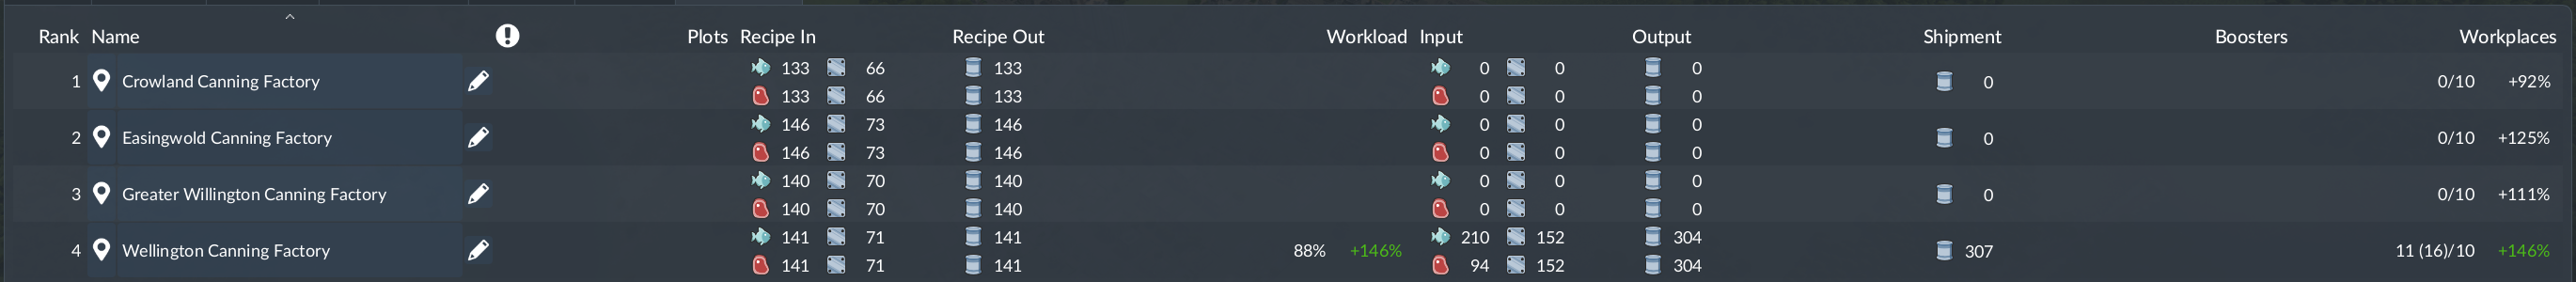 Rank Name Plots Recipe In Recipe Out Workload Input Output Shipment Boosters Workplaces
133 66 133 0 0 0
1 Crowland Canning Factory 0 0/10 +92%
133 66 133 0 0 0
146 73 146 0 0 0
2 Easingwold Canning Factory 0 0/10 +125%
146 73 146 0 0 0
140 70 140 0 0 0
3 Greater Willington Canning Factory 0 0/10 +111%
140 70 140 0 0 0
141 71 141 210 152 304
4 Wellington Canning Factory 88% +146% 307 11 (16)/10 +146%
141 71 141 94 152 304